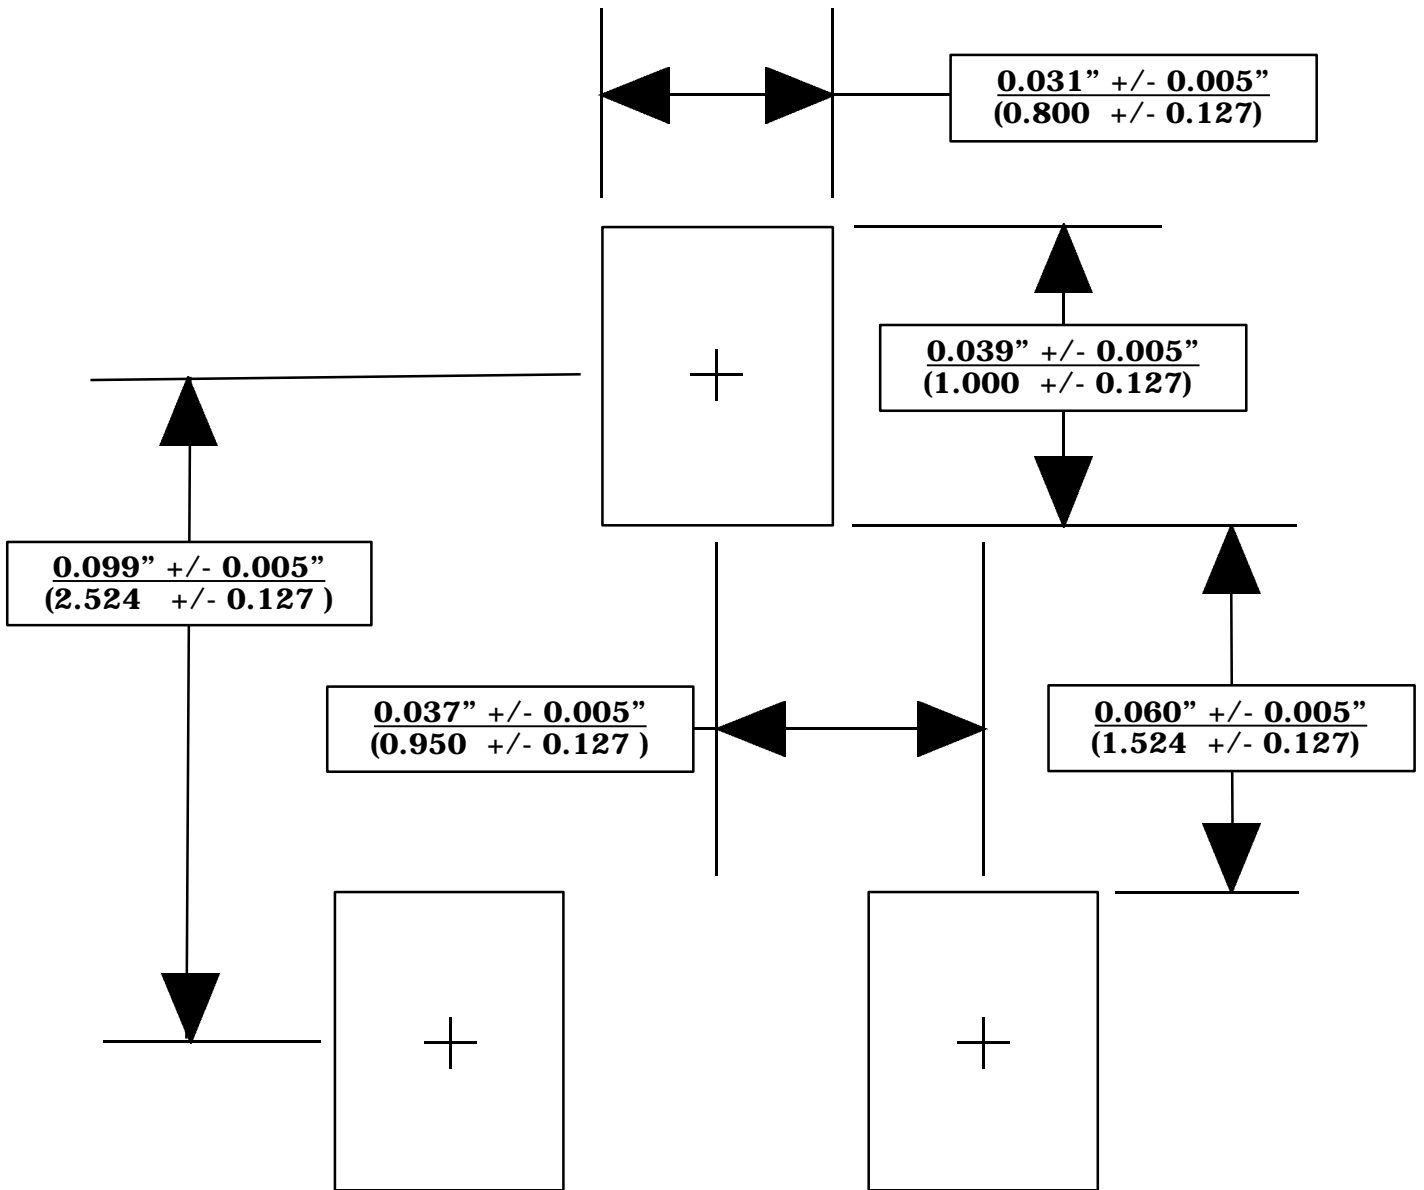 0.031” +/- 0.005”
(0.800 +/- 0.127)
0.039” +/- 0.005”
(1.000 +/- 0.127)
0.099” +/- 0.005”
(2.524 +/- 0.127 )
0.037” +/- 0.005”
(0.950 +/- 0.127 )
0.060” +/- 0.005”
(1.524 +/- 0.127)